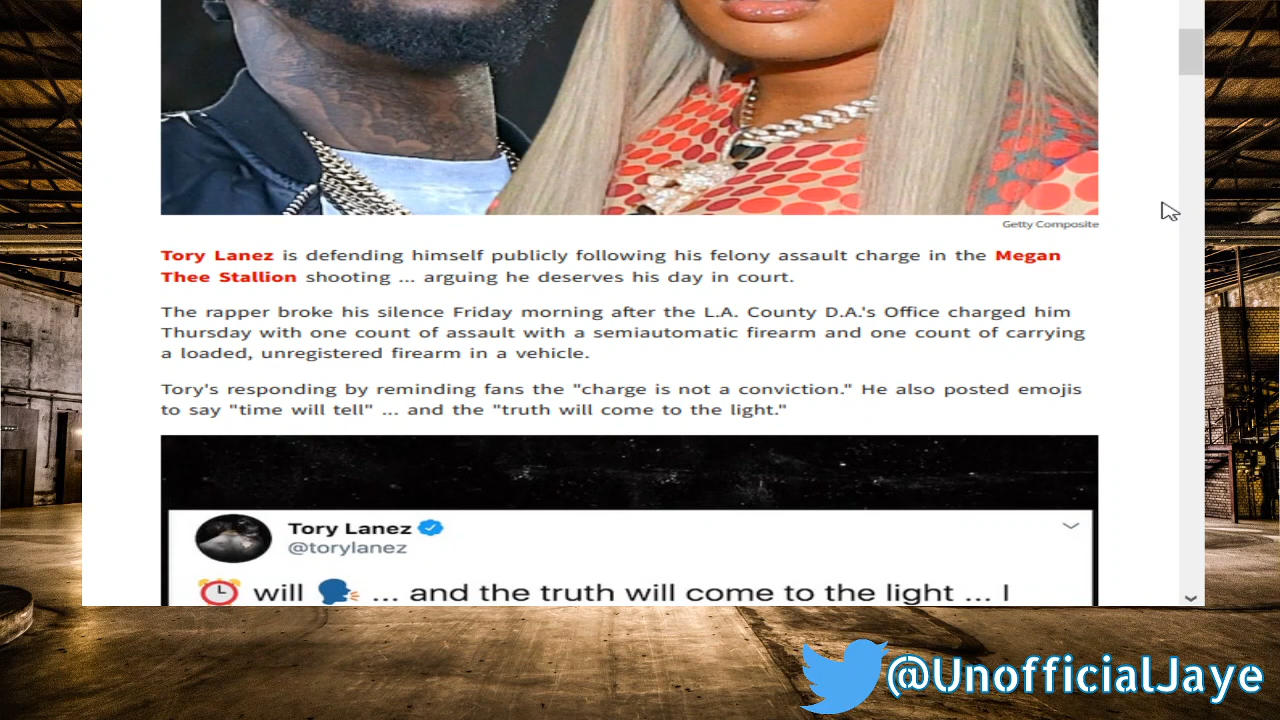 Getty Composite
Tory Lanez is defending himself publicly following his felony assault charge in the Megan
Thee Stallion shooting ... arguing he deserves his day in court.
The rapper broke his silence Friday morning after the L.A. County D.A.'s Office charged him
Thursday with one count of assault with a semiautomatic firearm and one count of carrying
a loaded, unregistered firearm in a vehicle.
Tory's responding by reminding fans the "charge is not a conviction." He also posted emojis
to say "time will tell" ... and the "truth will come to the light."
Tory Lanez
@torylanez
⏰ will 🗣 ... and the truth will come to the light ... I
@UnofficialJaye